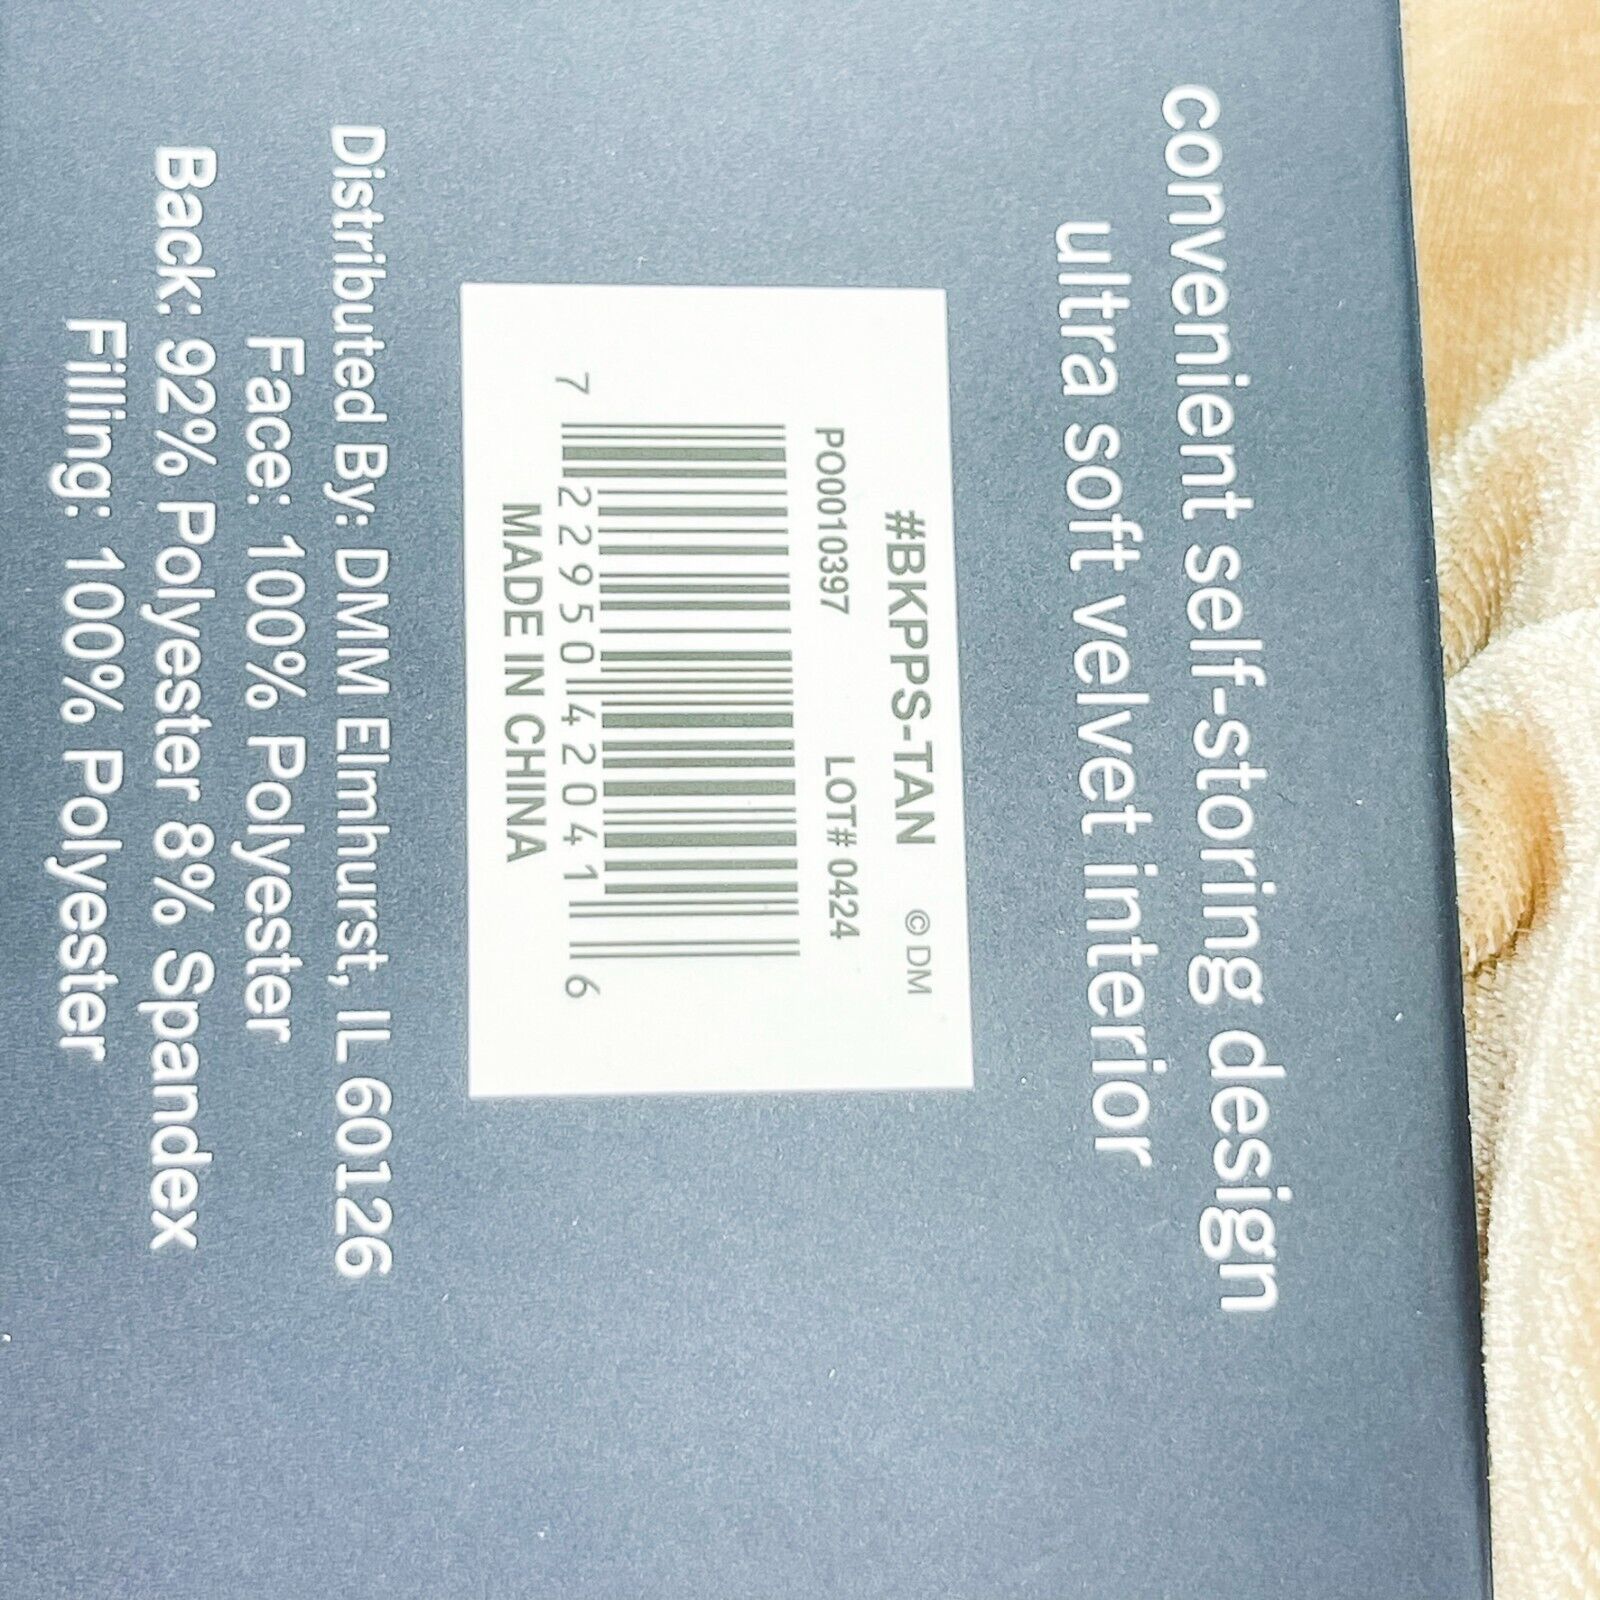 convenient self-storing design
ultra soft velvet interior
#BKPPS-TAN © DM
PO00010397 LOT# 0424
7 22950 42041 6
MADE IN CHINA
Distributed By: DMM Elmhurst, IL 60126
Face: 100% Polyester
Back: 92% Polyester 8% Spandex
Filling: 100% Polyester